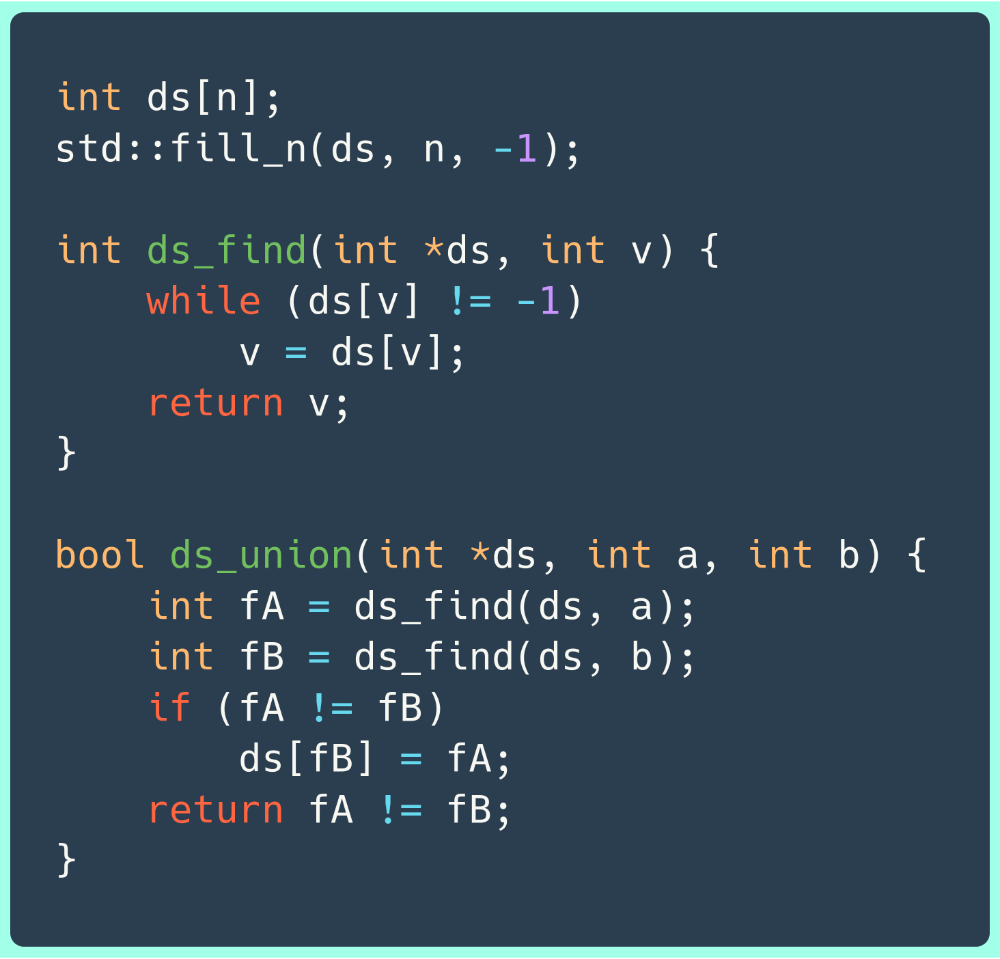 int ds[n];
std::fill_n(ds, n, -1);

int ds_find(int *ds, int v) {
    while (ds[v] != -1)
        v = ds[v];
    return v;
}

bool ds_union(int *ds, int a, int b) {
    int fA = ds_find(ds, a);
    int fB = ds_find(ds, b);
    if (fA != fB)
        ds[fB] = fA;
    return fA != fB;
}